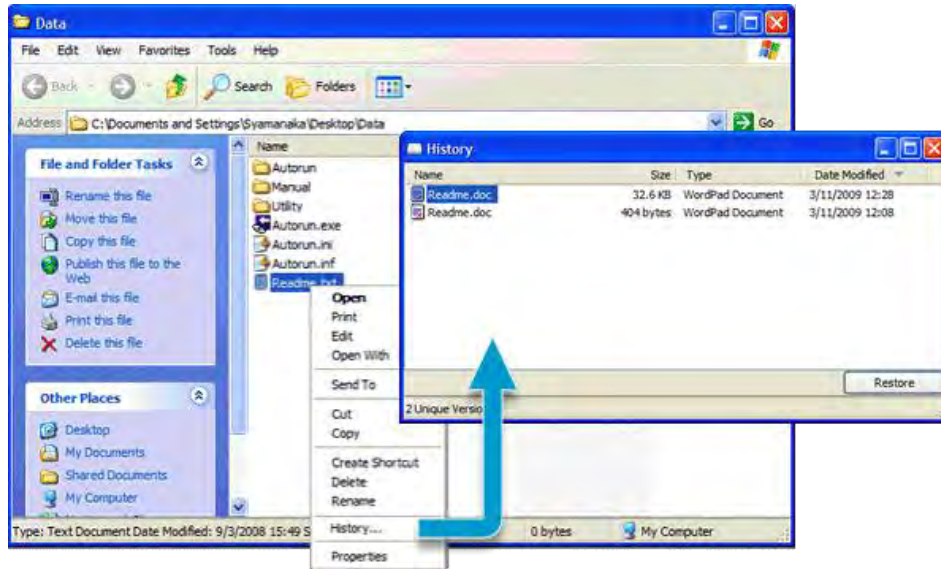 Data
File Edit View Favorites Tools Help
Back Search Folders
Address C:\Documents and Settings\Syamanaka\Desktop\Data Go
File and Folder Tasks
Rename this file
Move this file
Copy this file
Publish this file to the
Web
E-mail this file
Print this file
Delete this file
Other Places
Desktop
My Documents
Shared Documents
My Computer
Name
Autorun
Manual
Utility
Autorun.exe
Autorun.ini
Autorun.inf
Readme.txt
Open
Print
Edit
Open With
Send To
Cut
Copy
Create Shortcut
Delete
Rename
History....
Properties
History
Name Size Type Date Modified
Readme.doc 32.6 KB WordPad Document 3/11/2009 12:28
Readme.doc 404 bytes WordPad Document 3/11/2009 12:08
Restore
2 Unique Versio
Type: Text Document Date Modified: 9/3/2008 15:49 S 0 bytes My Computer